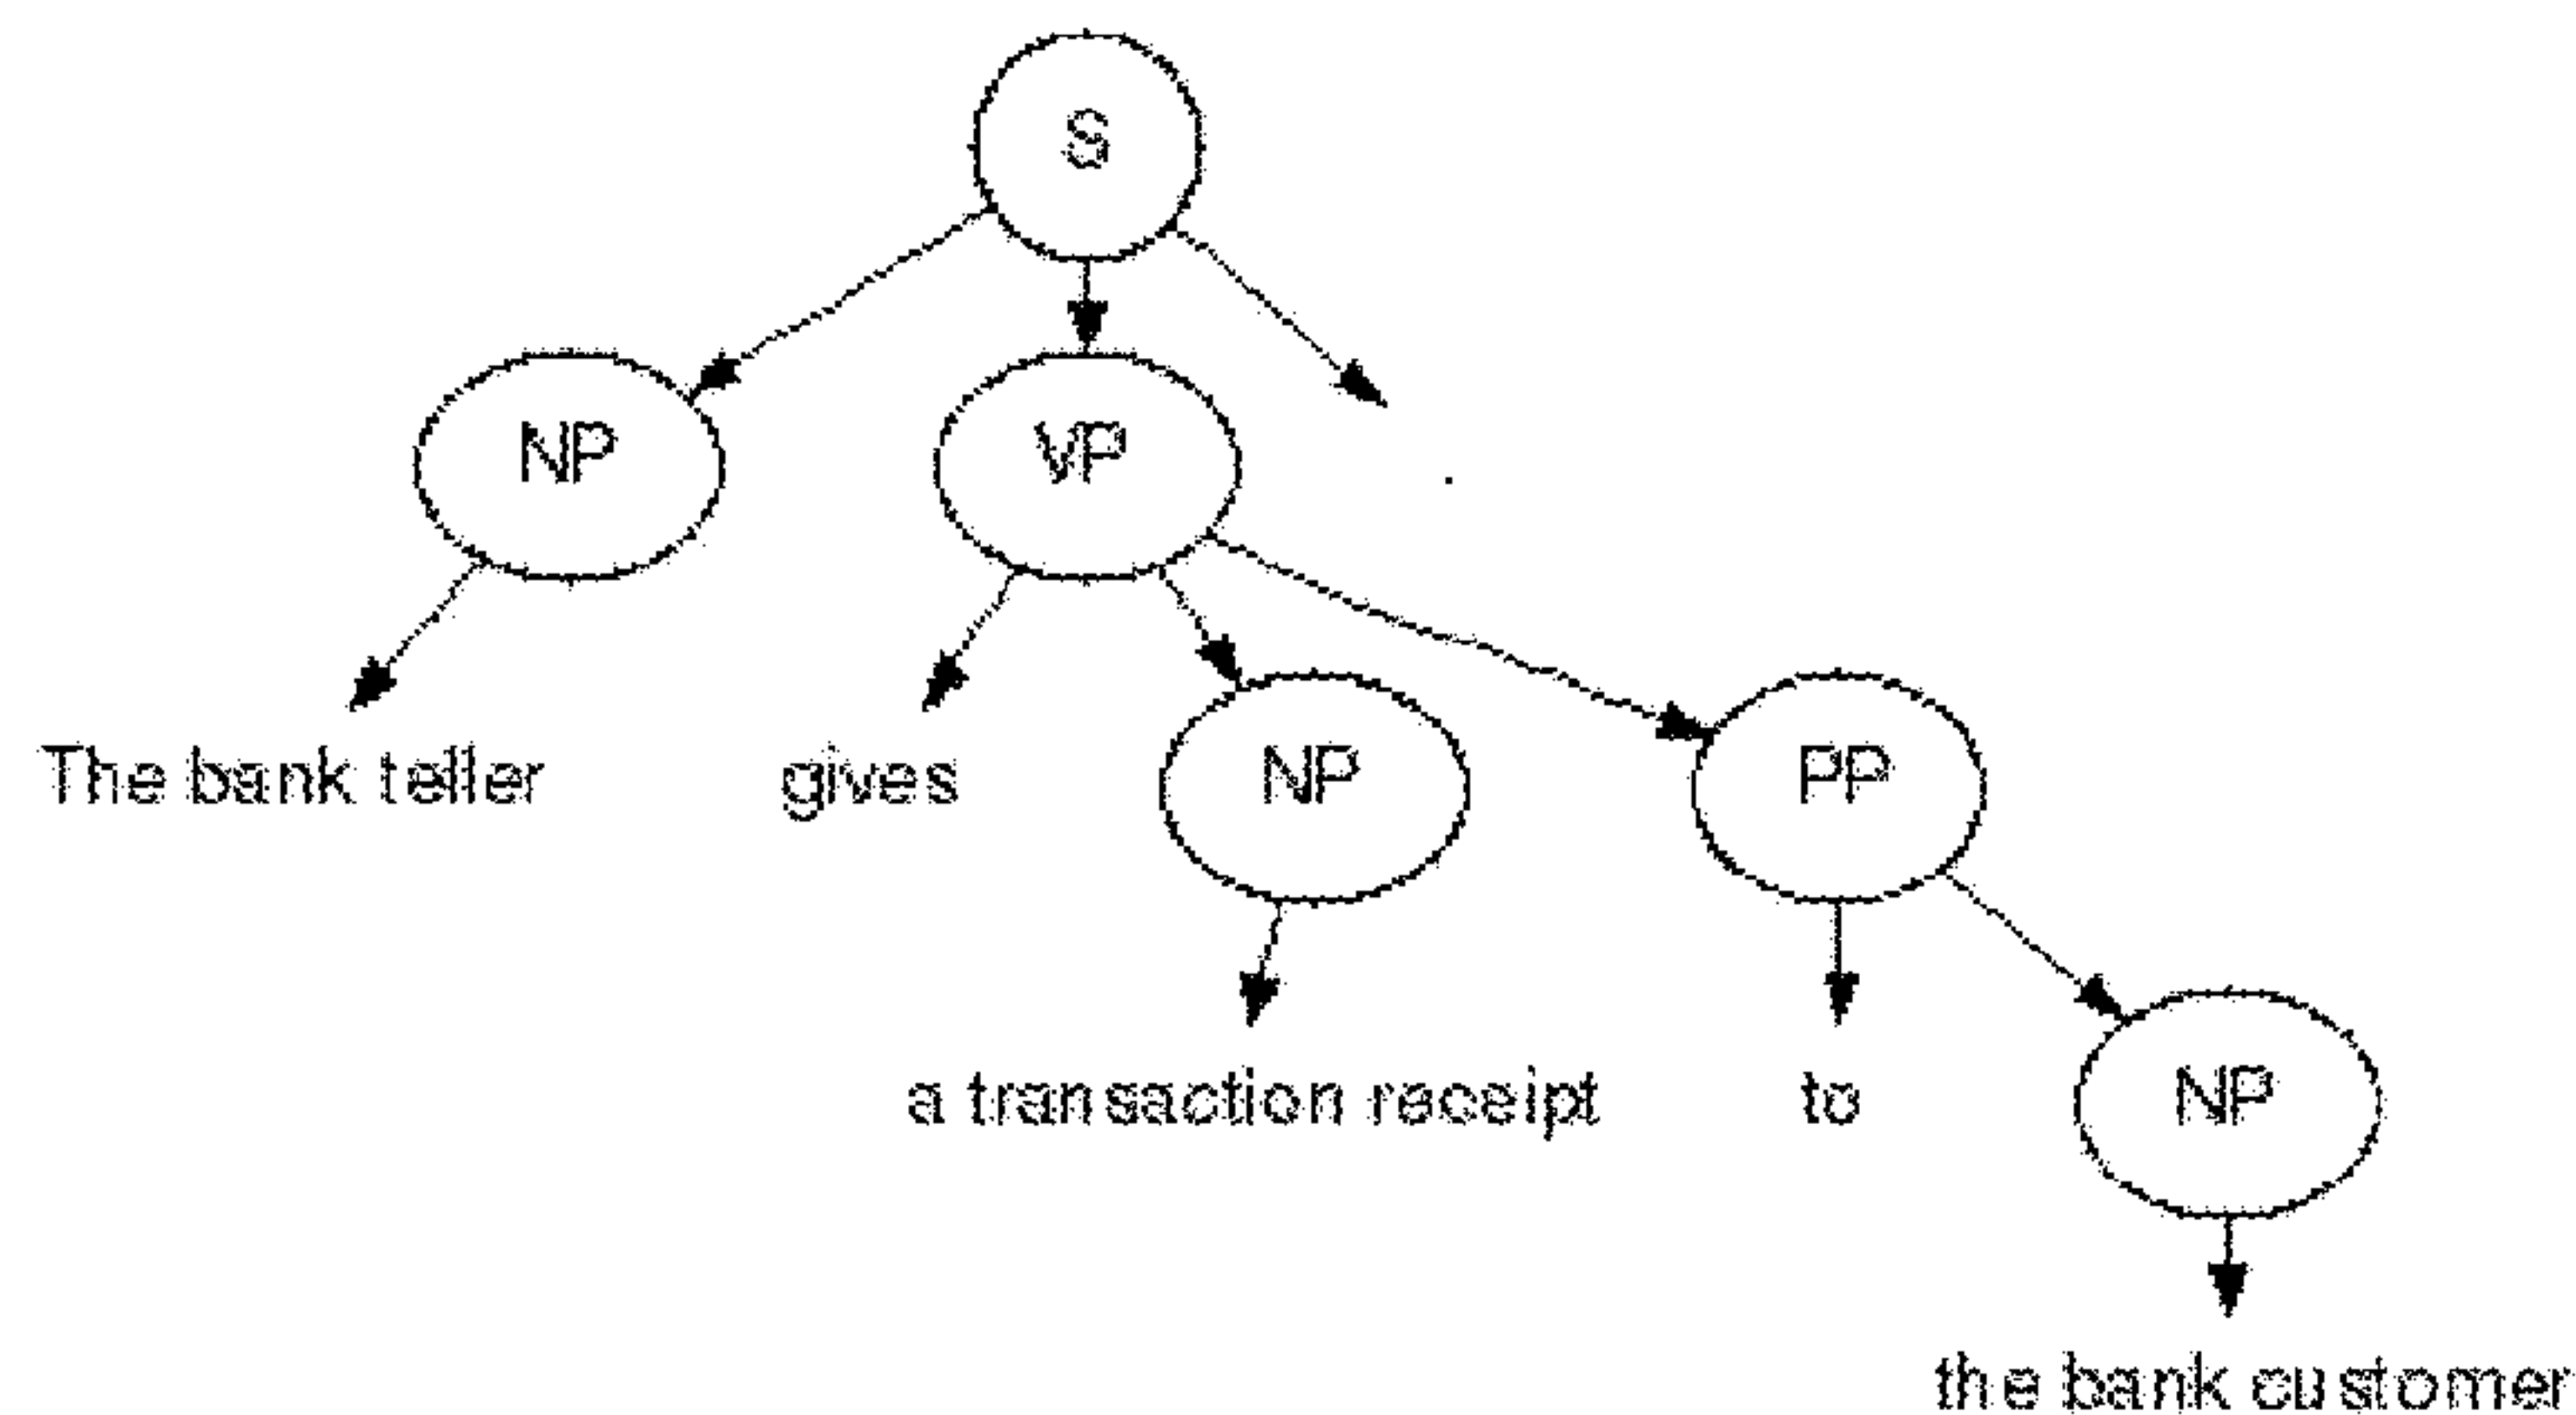 S
NP VP .
The bank teller gives NP PP
a transaction receipt to NP
the bank customer